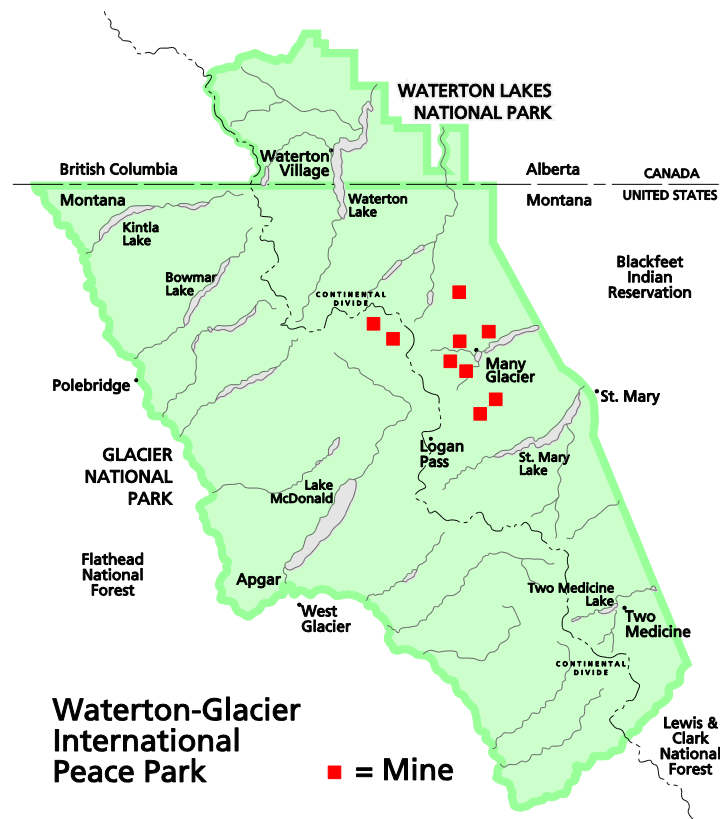 WATERTON LAKES
NATIONAL PARK
Waterton
Village
British Columbia
Alberta
CANADA
Montana
Montana
UNITED STATES
Waterton
Lake
Kintla
Lake
Bowmar
Lake
Blackfeet
Indian
Reservation
CONTINENTAL
DIVIDE
Many
Glacier
Polebridge
St. Mary
Logan
Pass
St. Mary
Lake
GLACIER
NATIONAL
PARK
Lake
McDonald
Flathead
National
Forest
Apgar
West
Glacier
Two Medicine
Lake
Two
Medicine
CONTINENTAL
DIVIDE
Waterton-Glacier
International
Peace Park
= Mine
Lewis &
Clark
National
Forest